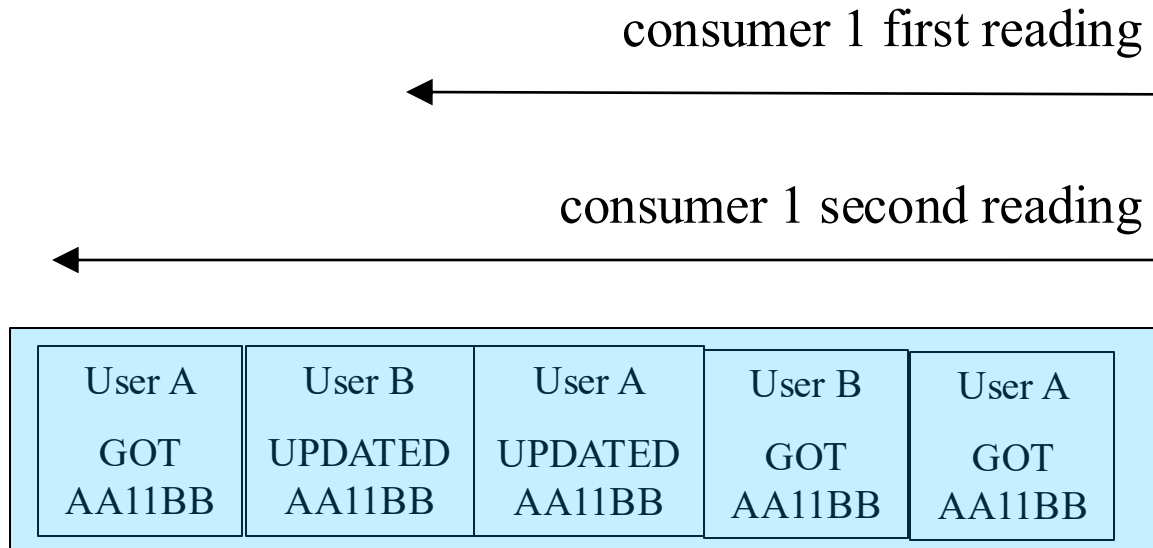 consumer 1 first reading
consumer 1 second reading
User A
GOT
AA11BB
User B
UPDATED
AA11BB
User A
UPDATED
AA11BB
User B
GOT
AA11BB
User A
GOT
AA11BB